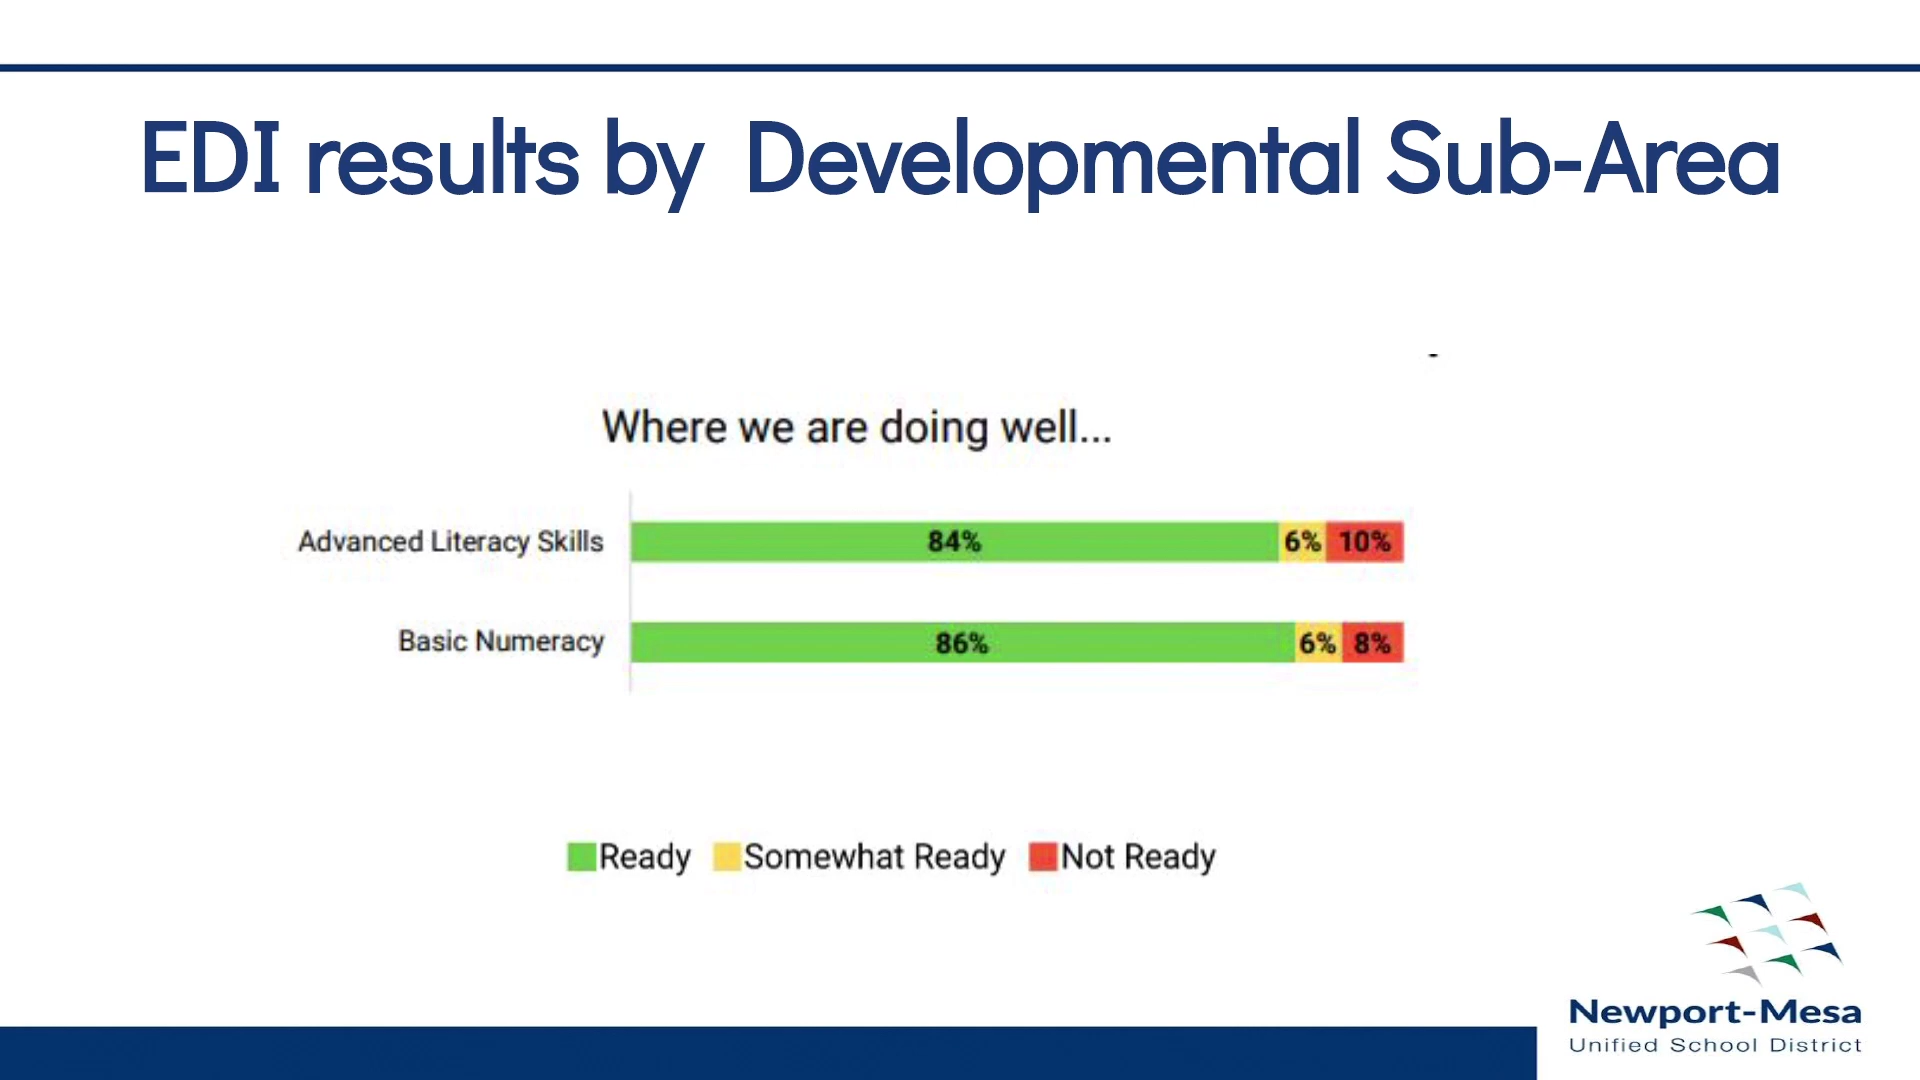 EDI results by Developmental Sub-Area
Where we are doing well...
Advanced Literacy Skills 84% 6% 10%
Basic Numeracy 86% 6% 8%
Ready Somewhat Ready Not Ready
Newport-Mesa
Unified School District